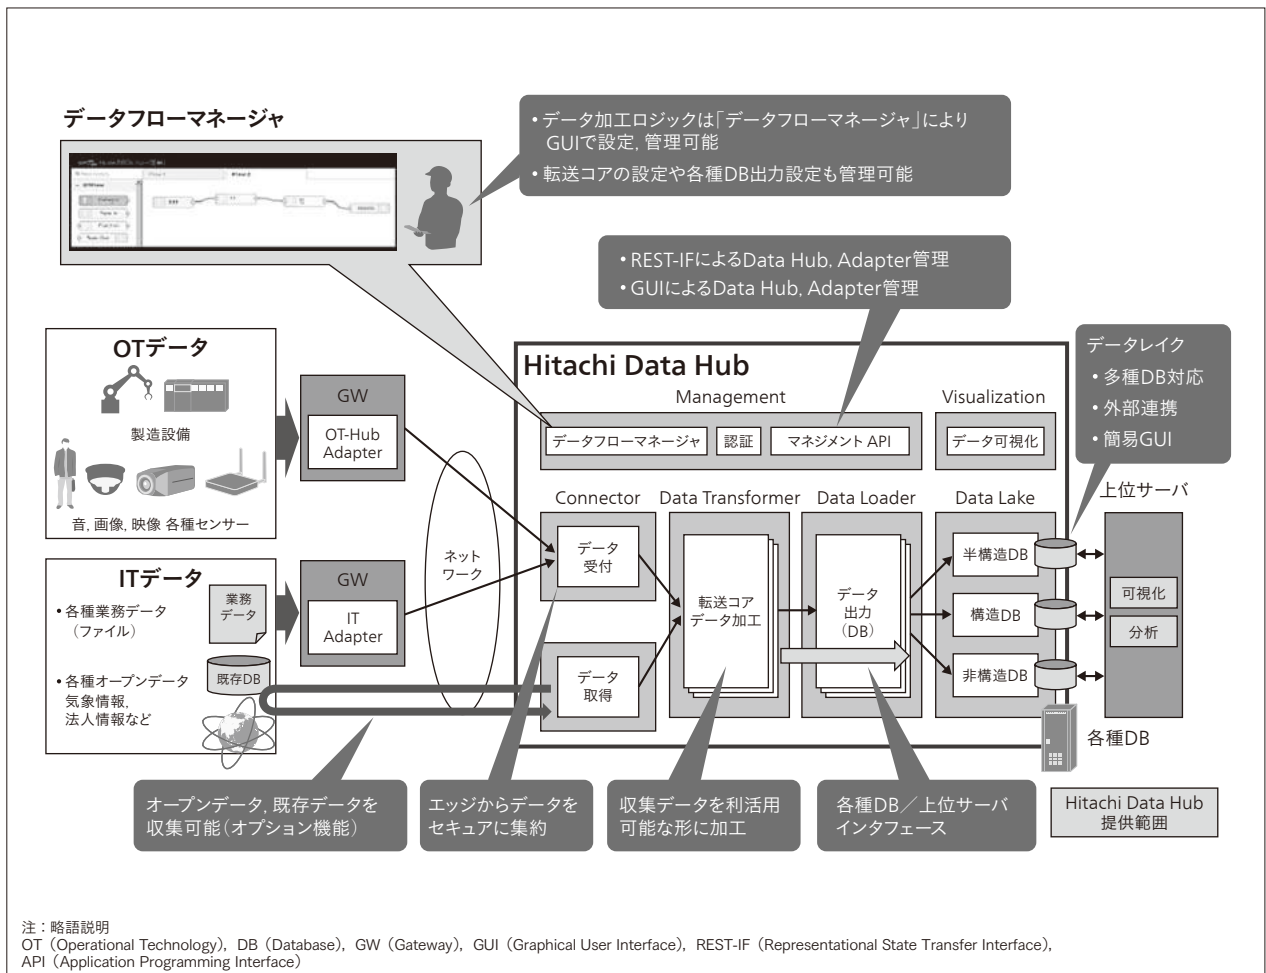 データフローマネージャ
• データ加工ロジックは「データフローマネージャ」により
GUIで設定, 管理可能
• 転送コアの設定や各種DB出力設定も管理可能
• REST-IFによるData Hub, Adapter管理
• GUIによるData Hub, Adapter管理
OTデータ
製造設備
音, 画像, 映像 各種センサー
GW
OT-Hub
Adapter
ITデータ
• 各種業務データ
（ファイル）
業務
データ
• 各種オープンデータ
気象情報,
法人情報など
既存DB
GW
IT
Adapter
ネット
ワーク
Hitachi Data Hub
Management
データフローマネージャ
認証
マネジメント API
Visualization
データ可視化
Connector
データ
受付
データ
取得
Data Transformer
転送コア
データ加工
Data Loader
データ
出力
（DB）
Data Lake
半構造DB
構造DB
非構造DB
データレイク
• 多種DB対応
• 外部連携
• 簡易GUI
上位サーバ
可視化
分析
各種DB
オープンデータ, 既存データを
収集可能（オプション機能）
エッジからデータを
セキュアに集約
収集データを利活用
可能な形に加工
各種DB／上位サーバ
インタフェース
Hitachi Data Hub
提供範囲
注：略語説明
OT（Operational Technology）, DB（Database）, GW（Gateway）, GUI（Graphical User Interface）, REST-IF（Representational State Transfer Interface）,
API（Application Programming Interface）